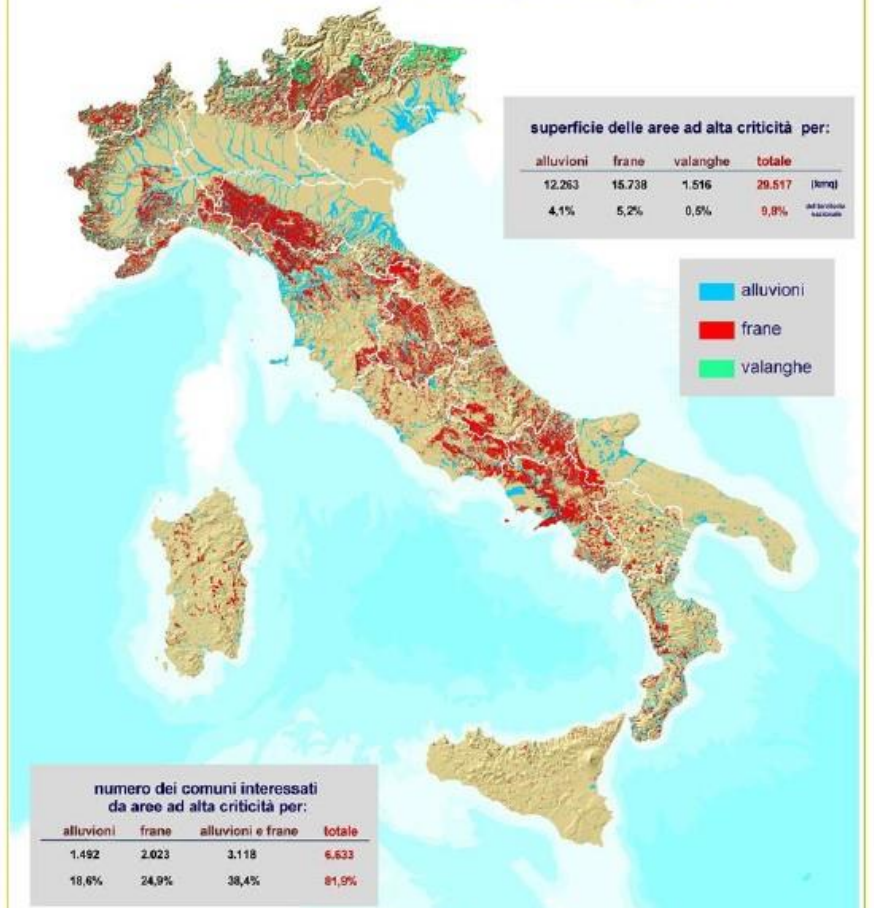 superficie delle aree ad alta criticità per:
alluvioni frane valanghe totale
12.263 15.738 1.516 29.517 (kmq)
4,1% 5,2% 0,5% 9,8% del territorio nazionale
alluvioni
frane
valanghe
numero dei comuni interessati
da aree ad alta criticità per:
alluvioni frane alluvioni e frane totale
1.492 2.023 3.118 6.633
18,6% 24,9% 38,4% 81,9%